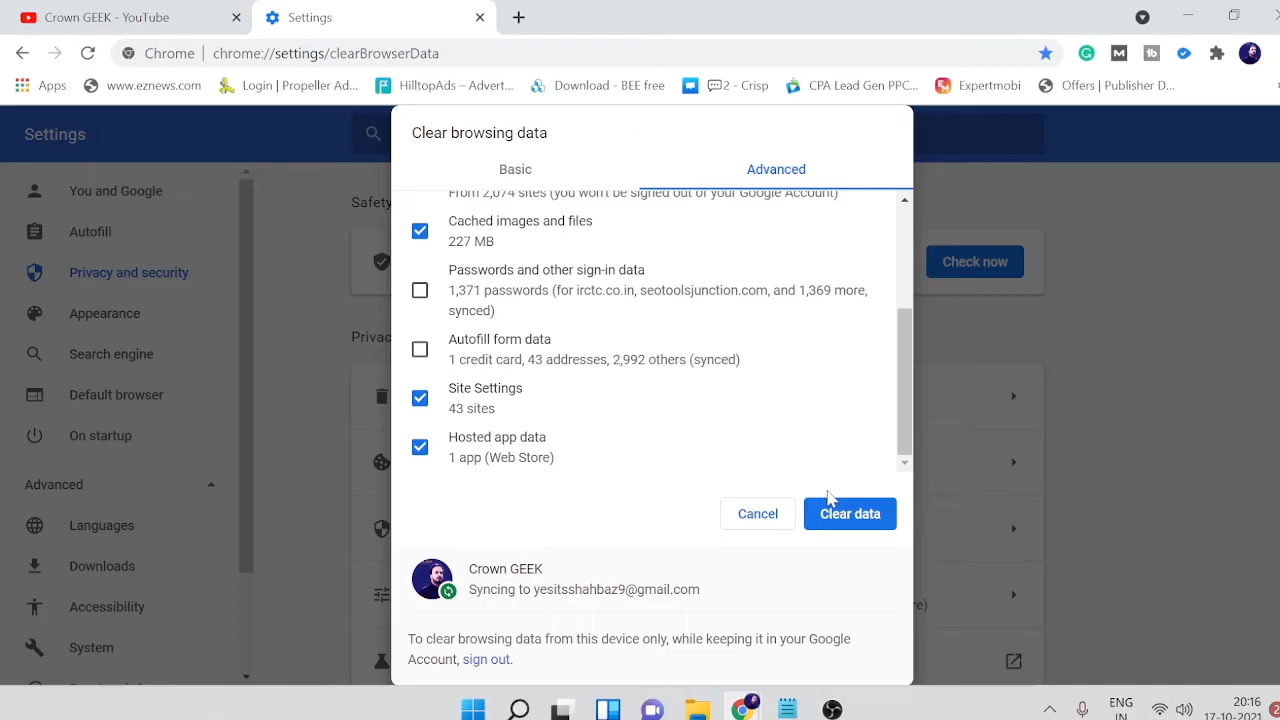 Crown GEEK - YouTube
Settings
Chrome
chrome://settings/clearBrowserData
Apps
www.eznews.com
Login | Propeller Ad...
HilltopAds – Advert...
Download - BEE free
2 - Crisp
CPA Lead Gen PPC...
Expertmobi
Offers | Publisher D...
Settings
You and Google
Autofill
Privacy and security
Appearance
Search engine
Default browser
On startup
Advanced
Languages
Downloads
Accessibility
System
Safety
Check now
Privac
e)
Clear browsing data
Basic
Advanced
From 2,074 sites (you won't be signed out of your Google Account)
Cached images and files
227 MB
Passwords and other sign-in data
1,371 passwords (for irctc.co.in, seotoolsjunction.com, and 1,369 more,
synced)
Autofill form data
1 credit card, 43 addresses, 2,992 others (synced)
Site Settings
43 sites
Hosted app data
1 app (Web Store)
Cancel
Clear data
Crown GEEK
Syncing to yesitsshahbaz9@gmail.com
To clear browsing data from this device only, while keeping it in your Google
Account, sign out.
ENG
IN
20:16
17-10-2021
2